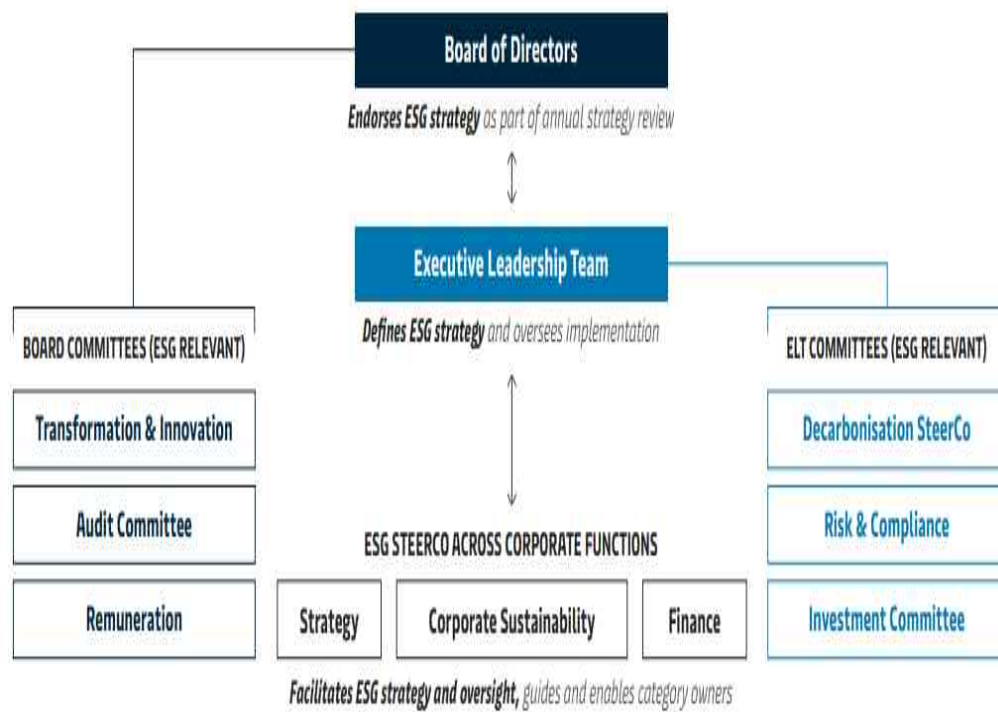 Board of Directors
Endorses ESG strategy as part of annual strategy review
Executive Leadership Team
Defines ESG strategy and oversees implementation
BOARD COMMITTEES (ESG RELEVANT)
Transformation & Innovation
Audit Committee
Remuneration
ELT COMMITTEES (ESG RELEVANT)
Decarbonisation SteerCo
Risk & Compliance
Investment Committee
ESG STEERCO ACROSS CORPORATE FUNCTIONS
Strategy
Corporate Sustainability
Finance
Facilitates ESG strategy and oversight, guides and enables category owners